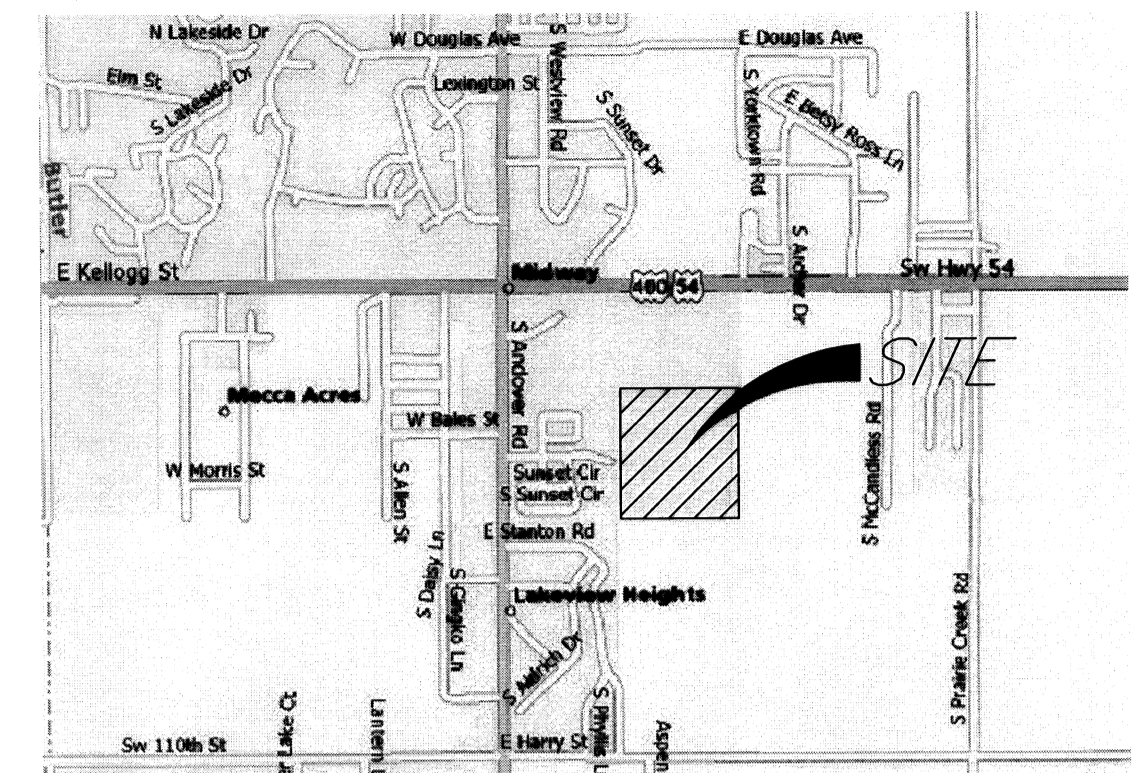 N Lakeside Dr
W Douglas Ave
E Douglas Ave
S Westview Rd
Elm St
S Lakeside Dr
Lexington St
S Sunset Dr
S Yorktown Rd
E Betsy Ross Ln
Butler
S Archer Dr
E Kellogg St
Midway
400
54
Sw Hwy 54
S Andover Rd
SITE
Mecca Acres
W Bales St
S McCandless Rd
W Morris St
S Allen St
Sunset Cir
S Sunset Cir
E Stanton Rd
S Daisy Ln
S Gingko Ln
Lakeview Heights
S Prairie Creek Rd
S Aldrich Dr
S Phyllis L
Sw 110th St
er Lake Ct
Lantern
E Harry St
Aspen